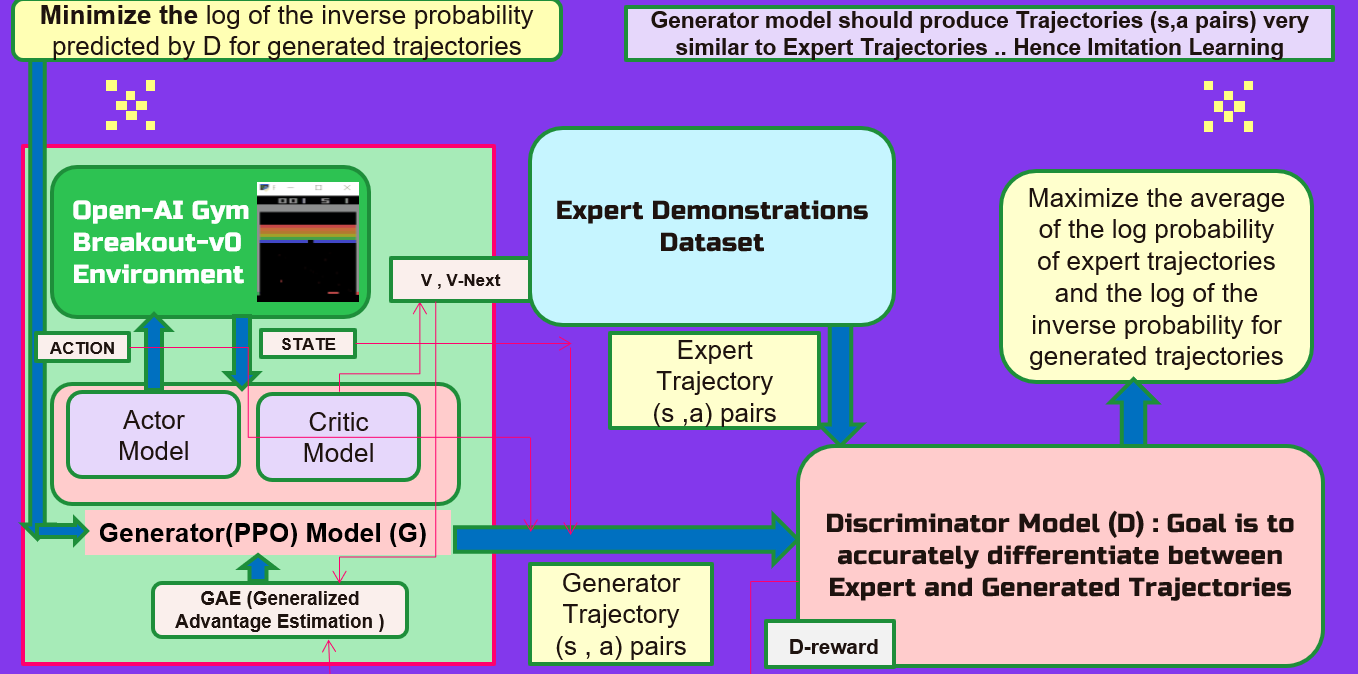 Minimize the log of the inverse probability
predicted by D for generated trajectories
Generator model should produce Trajectories (s,a pairs) very
similar to Expert Trajectories .. Hence Imitation Learning
Open-AI Gym
Breakout-v0
Environment
001 5 1
Expert Demonstrations
Dataset
Maximize the average
of the log probability
of expert trajectories
and the log of the
inverse probability for
generated trajectories
V , V-Next
ACTION
STATE
Expert
Trajectory
(s ,a) pairs
Actor
Model
Critic
Model
Generator(PPO) Model (G)
Discriminator Model (D) : Goal is to
accurately differentiate between
Expert and Generated Trajectories
GAE (Generalized
Advantage Estimation )
Generator
Trajectory
(s , a) pairs
D-reward